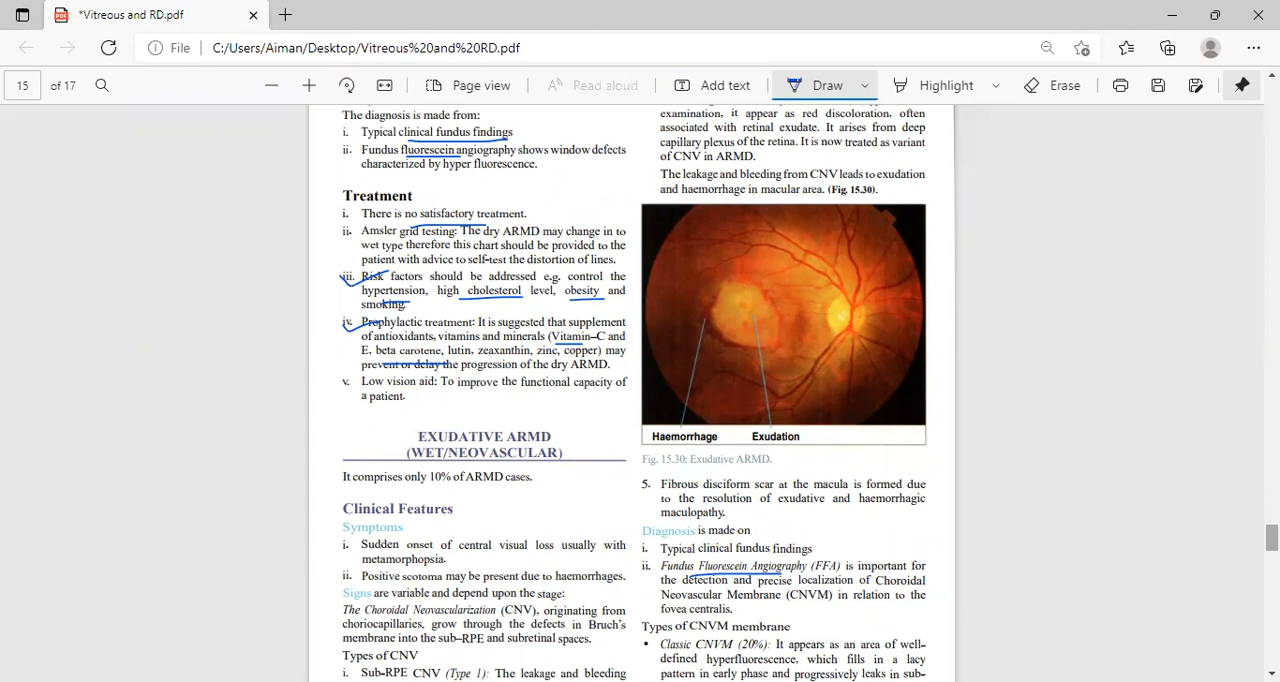 *Vitreous and RD.pdf
File C:/Users/Aiman/Desktop/Vitreous%20and%20RD.pdf
15 of 17
Page view
Read aloud
Add text
Draw
Highlight
Erase
The diagnosis is made from:
i. Typical clinical fundus findings
ii. Fundus fluorescein angiography shows window defects
characterized by hyper fluorescence.
Treatment
i. There is no satisfactory treatment.
ii. Amsler grid testing: The dry ARMD may change in to
wet type therefore this chart should be provided to the
patient with advice to self-test the distortion of lines.
iii. Risk factors should be addressed e.g. control the
hypertension, high cholesterol level, obesity and
smoking.
iv. Prophylactic treatment: It is suggested that supplement
of antioxidants, vitamins and minerals (Vitamin–C and
E, beta carotene, lutin, zeaxanthin, zinc, copper) may
prevent or delay the progression of the dry ARMD.
v. Low vision aid: To improve the functional capacity of
a patient.
EXUDATIVE ARMD
(WET/NEOVASCULAR)
It comprises only 10% of ARMD cases.
Clinical Features
Symptoms
i. Sudden onset of central visual loss usually with
metamorphopsia.
ii. Positive scotoma may be present due to haemorrhages.
Signs are variable and depend upon the stage:
The Choroidal Neovascularization (CNV), originating from
choriocapillaries, grow through the defects in Bruch's
membrane into the sub–RPE and subretinal spaces.
Types of CNV
i. Sub-RPE CNV (Type 1): The leakage and bleeding
examination, it appear as red discoloration, often
associated with retinal exudate. It arises from deep
capillary plexus of the retina. It is now treated as variant
of CNV in ARMD.
The leakage and bleeding from CNV leads to exudation
and haemorrhage in macular area. (Fig. 15.30).
Haemorrhage Exudation
Fig. 15.30: Exudative ARMD.
5. Fibrous disciform scar at the macula is formed due
to the resolution of exudative and haemorrhagic
maculopathy.
Diagnosis is made on
i. Typical clinical fundus findings
ii. Fundus Fluorescein Angiography (FFA) is important for
the detection and precise localization of Choroidal
Neovascular Membrane (CNVM) in relation to the
fovea centralis.
Types of CNVM membrane
• Classic CNVM (20%): It appears as an area of well-
defined hyperfluorescence, which fills in a lacy
pattern in early phase and progressively leaks in sub-